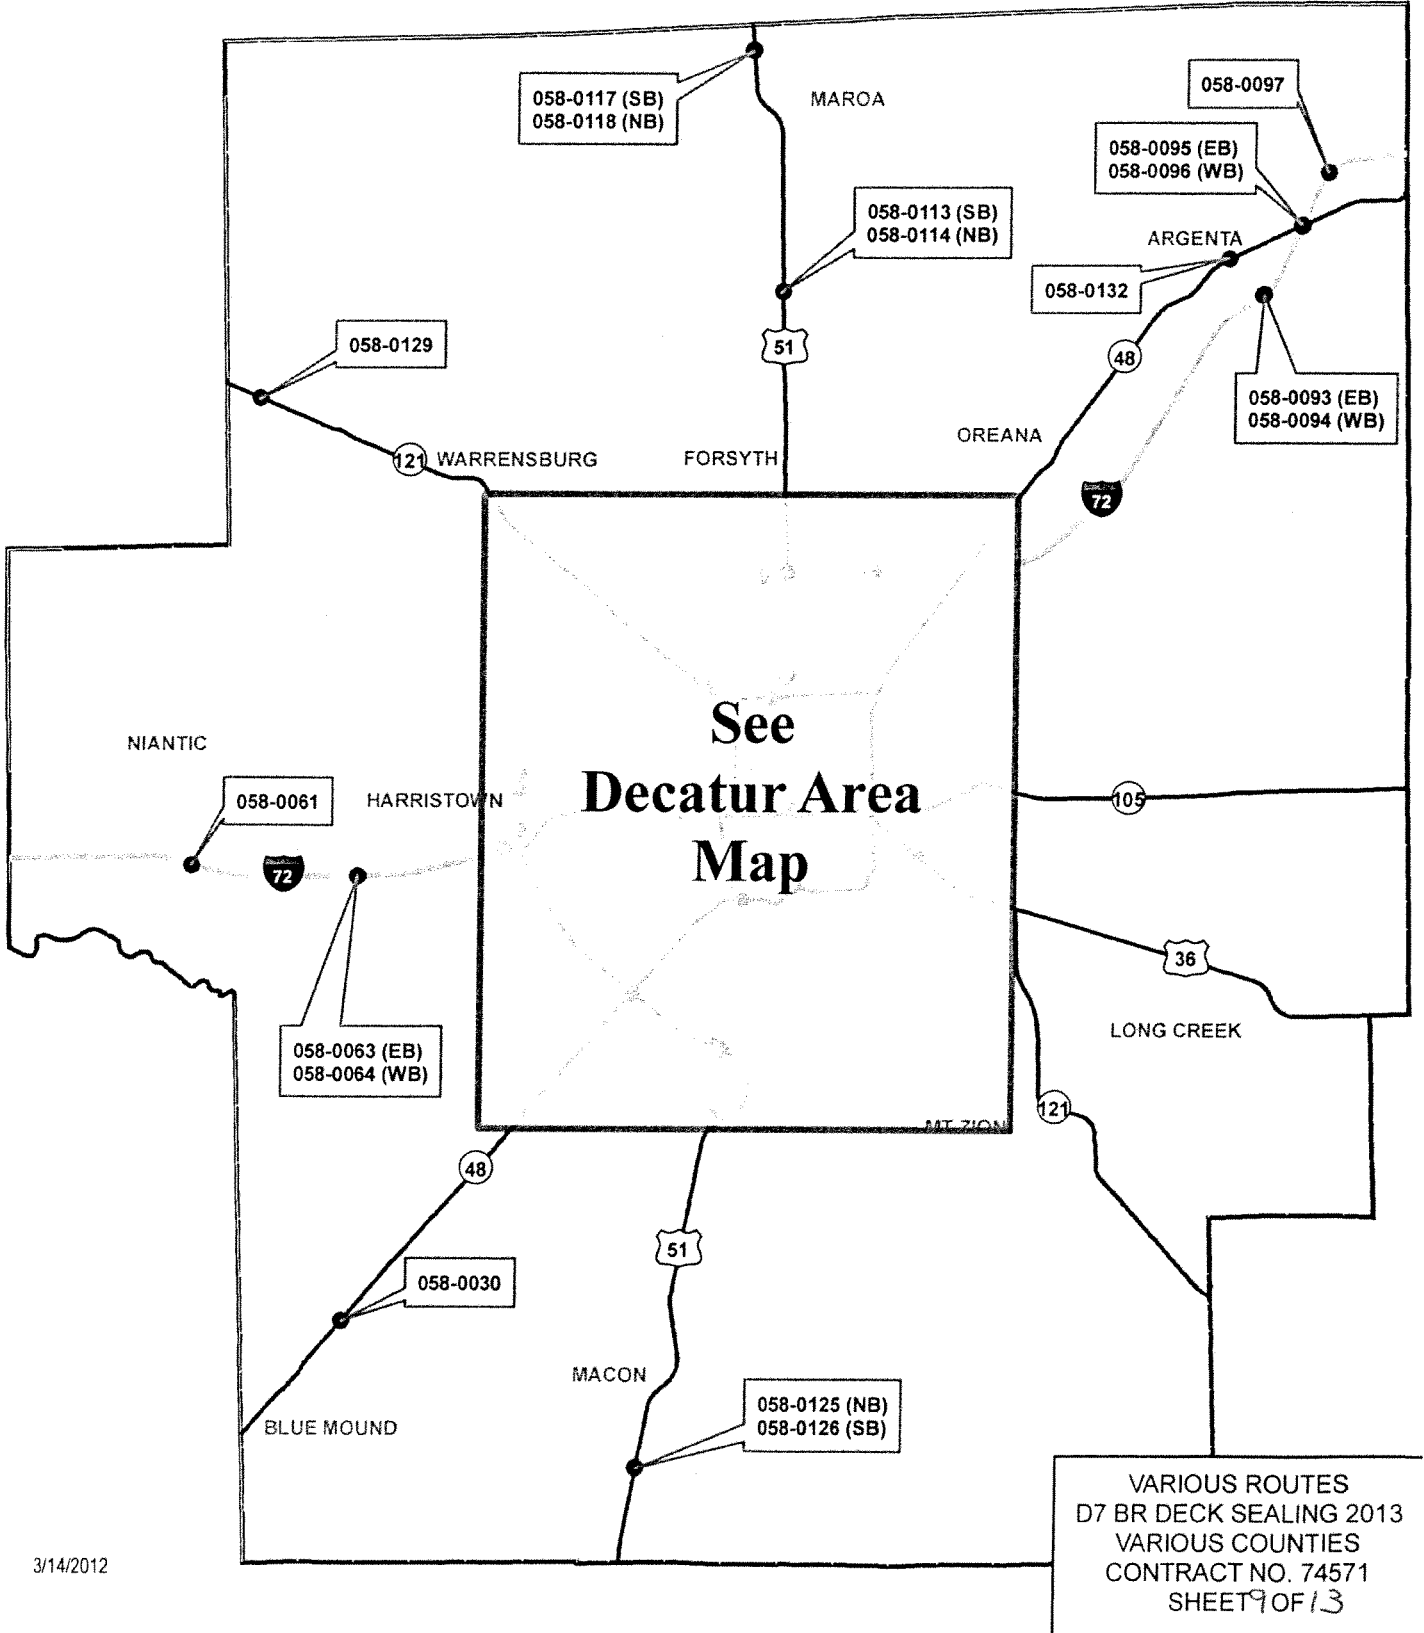 058-0117 (SB)
058-0118 (NB)
MAROA
058-0097
058-0095 (EB)
058-0096 (WB)
058-0113 (SB)
058-0114 (NB)
ARGENTA
058-0132
51
48
058-0129
058-0093 (EB)
058-0094 (WB)
OREANA
121
WARRENSBURG
FORSYTH
72
See
Decatur Area
Map
NIANTIC
058-0061
HARRISTOWN
105
72
36
LONG CREEK
058-0063 (EB)
058-0064 (WB)
121
MT. ZION
48
51
058-0030
MACON
058-0125 (NB)
058-0126 (SB)
BLUE MOUND
VARIOUS ROUTES
D7 BR DECK SEALING 2013
VARIOUS COUNTIES
CONTRACT NO. 74571
SHEET 9 OF 13
3/14/2012